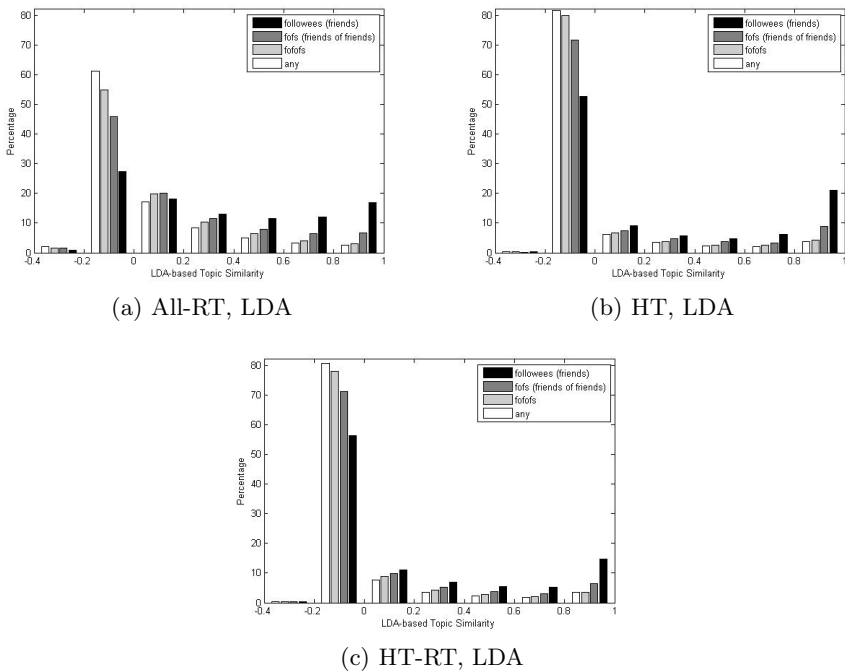 80
70
60
50
40
30
20
10
0
Percentage
-0.4
-0.2
0
0.2
0.4
0.6
0.8
1
LDA-based Topic Similarity
followees (friends)
fofs (friends of friends)
fofofs
any
(a) All-RT, LDA
80
70
60
50
40
30
20
10
0
Percentage
-0.4
-0.2
0
0.2
0.4
0.6
0.8
1
LDA-based Topic Similarity
followees (friends)
fofs (friends of friends)
fofofs
any
(b) HT, LDA
80
70
60
50
40
30
20
10
0
Percentage
-0.4
-0.2
0
0.2
0.4
0.6
0.8
1
LDA-based Topic Similarity
followees (friends)
fofs (friends of friends)
fofofs
any
(c) HT-RT, LDA